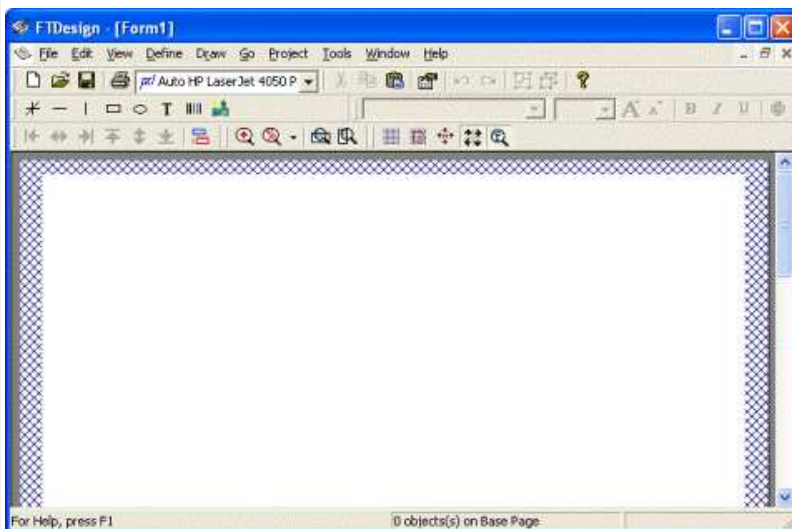 FTDesign - [Form1]
File Edit View Define Draw Go Project Tools Window Help
pcl Auto HP LaserJet 4050 P
T A A B I U
For Help, press F1 0 objects(s) on Base Page